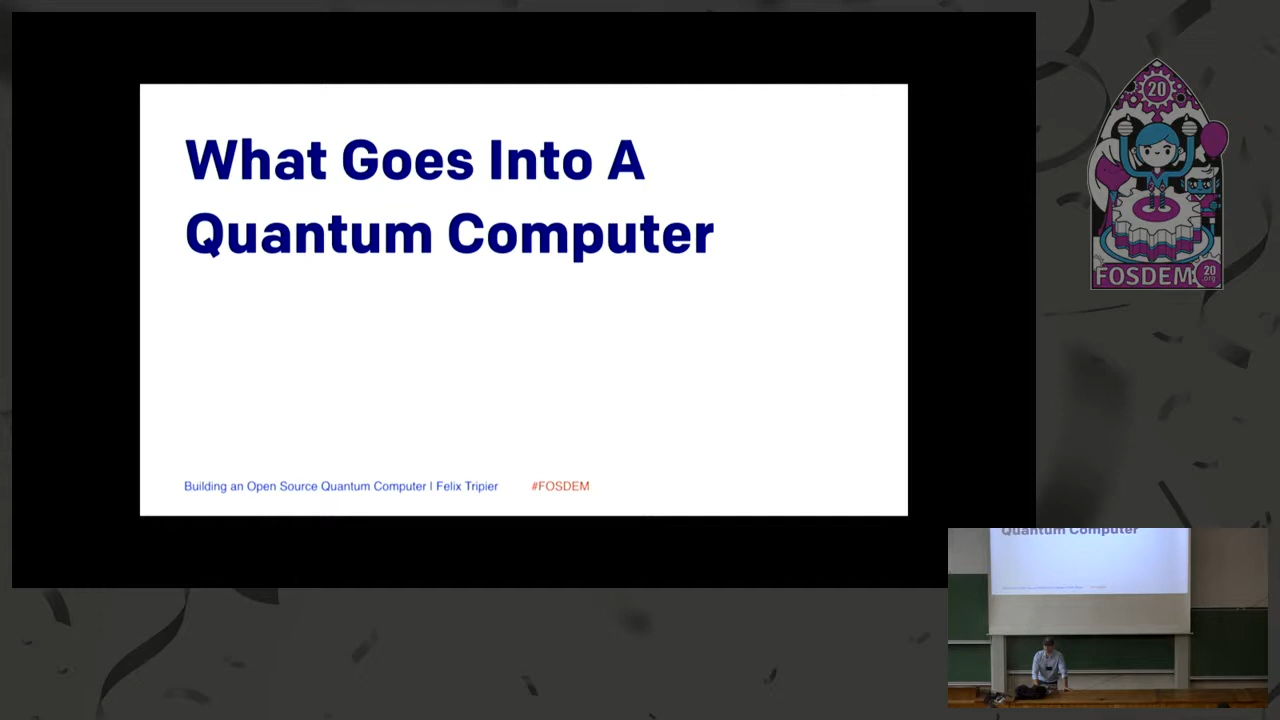 What Goes Into A
Quantum Computer
Building an Open Source Quantum Computer | Felix Tripier #FOSDEM
20
FOSDEM
20
.org
Quantum Computer